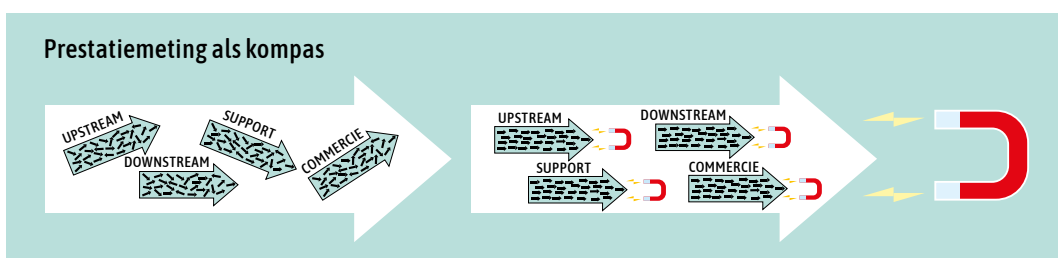 Prestatiemeting als kompas
UPSTREAM
DOWNSTREAM
SUPPORT
COMMERCIE
UPSTREAM
DOWNSTREAM
SUPPORT
COMMERCIE